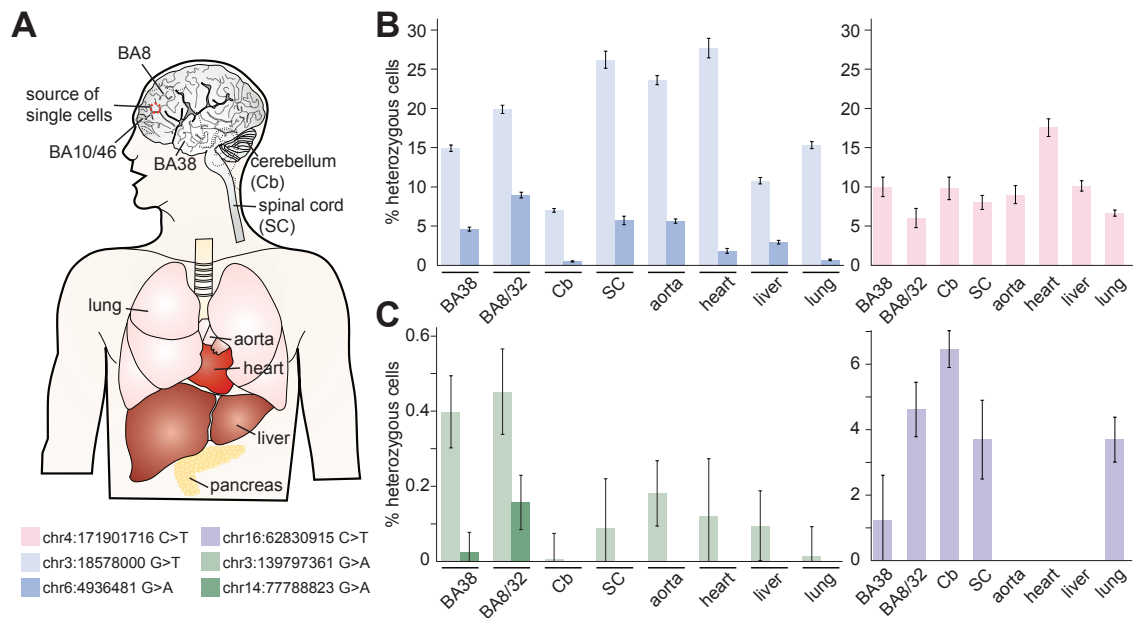 A
BA8
source of
single cells
BA10/46
BA38
cerebellum
(Cb)
spinal cord
(SC)
lung
aorta
heart
liver
pancreas
chr4:171901716 C>T
chr3:18578000 G>T
chr6:4936481 G>A
chr16:62830915 C>T
chr3:139797361 G>A
chr14:77788823 G>A
B
% heterozygous cells
30
25
20
15
10
5
0
BA38
BA8/32
Cb
SC
aorta
heart
liver
lung
30
25
20
15
10
5
0
BA38
BA8/32
Cb
SC
aorta
heart
liver
lung
C
% heterozygous cells
0.6
0.4
0.2
0
BA38
BA8/32
Cb
SC
aorta
heart
liver
lung
6
4
2
0
BA38
BA8/32
Cb
SC
aorta
heart
liver
lung